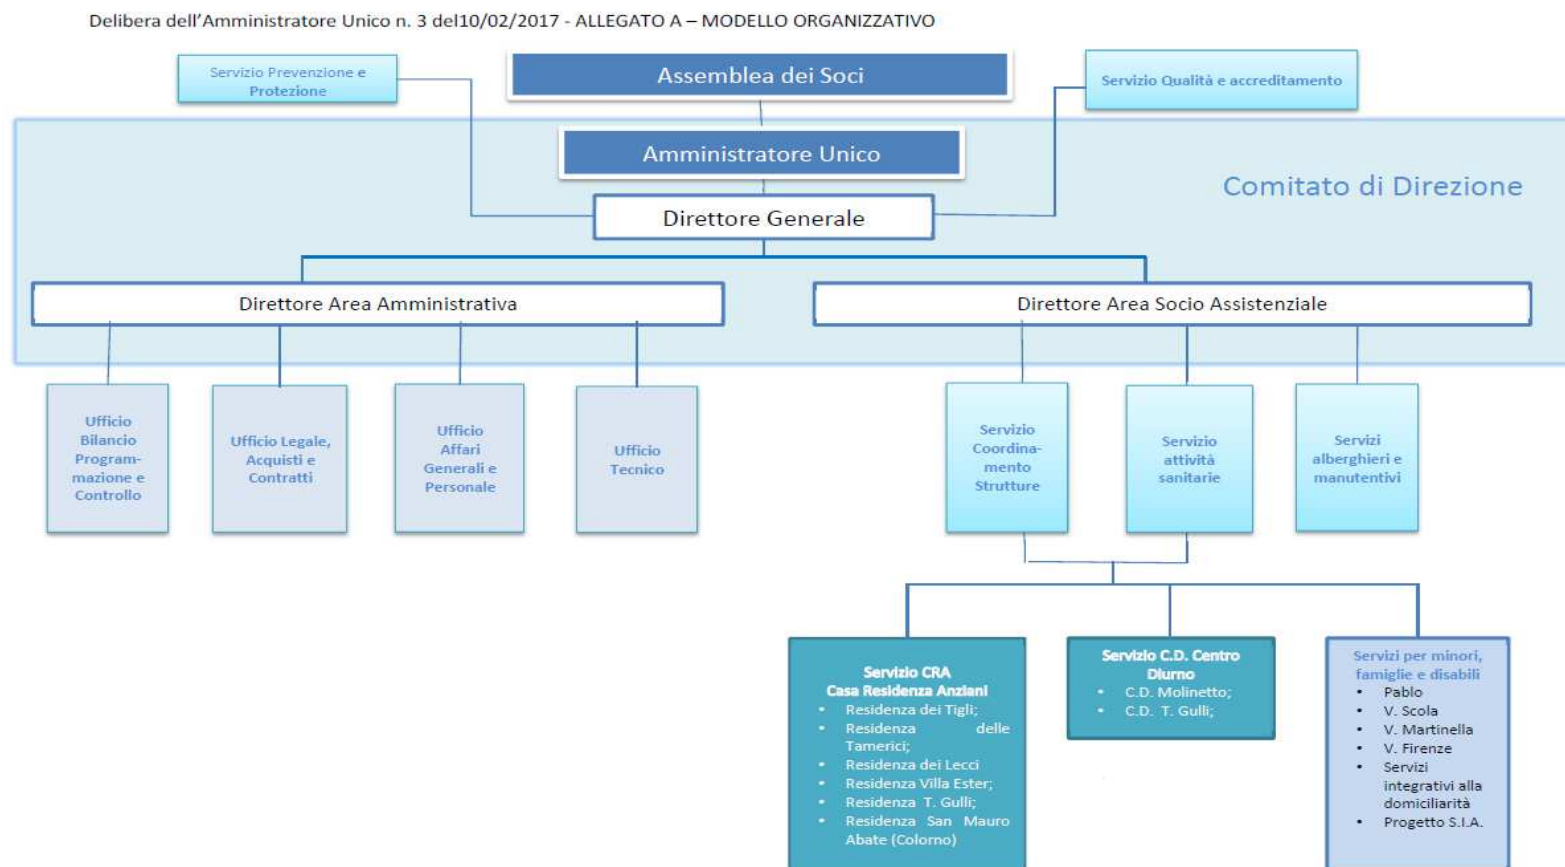 Delibera dell'Amministratore Unico n. 3 del10/02/2017 - ALLEGATO A – MODELLO ORGANIZZATIVO
Servizio Prevenzione e
Protezione
Assemblea dei Soci
Servizio Qualità e accreditamento
Amministratore Unico
Comitato di Direzione
Direttore Generale
Direttore Area Amministrativa
Direttore Area Socio Assistenziale
Ufficio
Bilancio
Program-
mazione e
Controllo
Ufficio Legale,
Acquisti e
Contratti
Ufficio
Affari
Generali e
Personale
Ufficio
Tecnico
Servizio
Coordina-
mento
Strutture
Servizio
attività
sanitarie
Servizi
alberghieri e
manutentivi
Servizio CRA
Casa Residenza Anziani
• Residenza dei Tigli;
• Residenza delle
Tamerici;
• Residenza dei Lecci
• Residenza Villa Ester;
• Residenza T. Gulli;
• Residenza San Mauro
Abate (Colorno)
Servizio C.D. Centro
Diurno
• C.D. Molinetto;
• C.D. T. Gulli;
Servizi per minori,
famiglie e disabili
• Pablo
• V. Scola
• V. Martinella
• V. Firenze
• Servizi
integrativi alla
domiciliarità
• Progetto S.I.A.